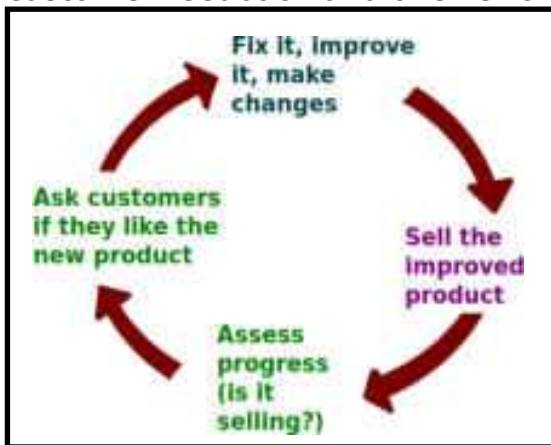 Fix it, improve
it, make
changes
Sell the
improved
product
Assess
progress
(is it
selling?)
Ask customers
if they like the
new product